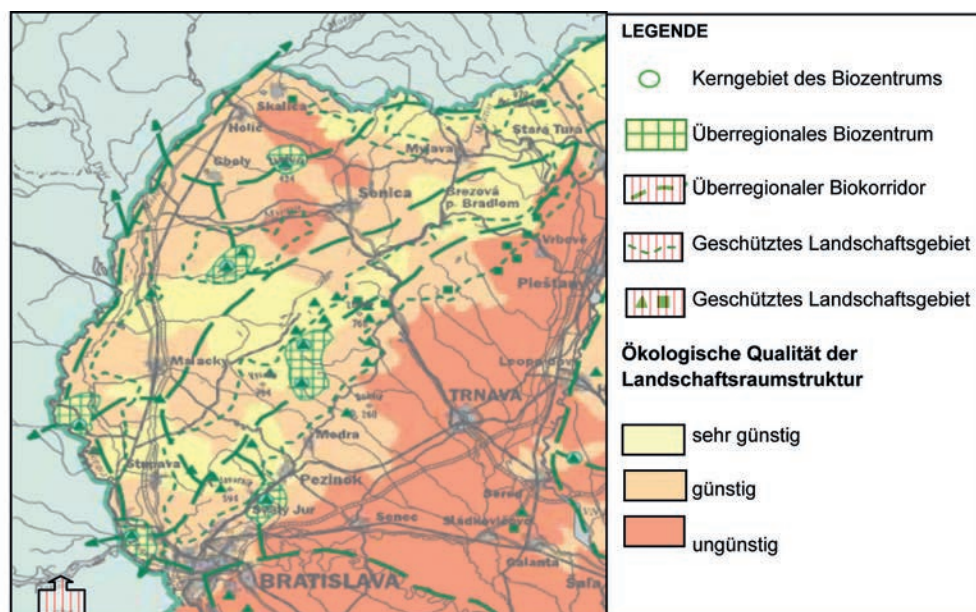 Skalica
Holíč
Stará Turá
Myjava
Gbely
Senica
Brezová
p. Bradlom
Vrbové
Piešťany
Malacky
TRNAVA
Modra
Stupava
Pezinok
Svätý Jur
Senec
Sládkovičovo
Galanta
Šaľa
BRATISLAVA
LEGENDE
Kerngebiet des Biozentrums
Überregionales Biozentrum
Überregionaler Biokorridor
Geschütztes Landschaftsgebiet
Geschütztes Landschaftsgebiet
Ökologische Qualität der
Landschaftsraumstruktur
sehr günstig
günstig
ungünstig